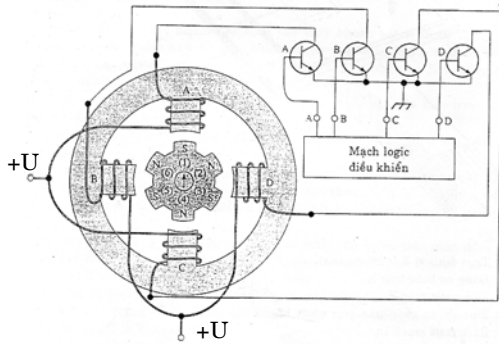 A B C D
A B C D
Mạch logic
điều khiển
A
S
N (1)
(6) (2)
B D
(5) (3)
(4)
N
C
+U
+U